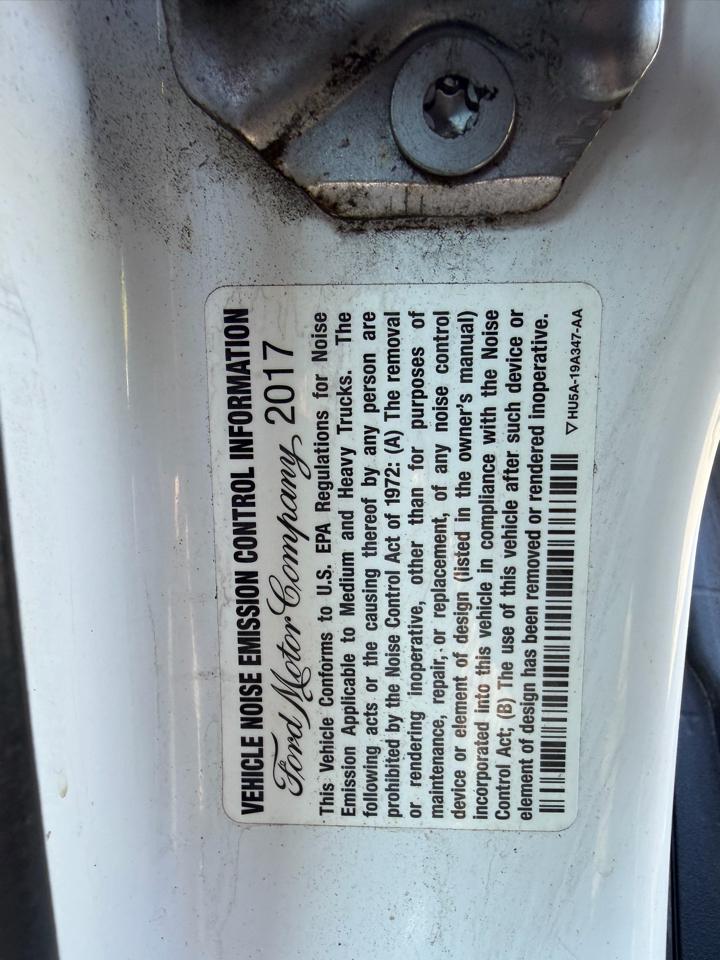 VEHICLE NOISE EMISSION CONTROL INFORMATION
Ford Motor Company 2017
This Vehicle Conforms to U.S. EPA Regulations for Noise
Emission Applicable to Medium and Heavy Trucks. The
following acts or the causing thereof by any person are
prohibited by the Noise Control Act of 1972: (A) The removal
or rendering inoperative, other than for purposes of
maintenance, repair, or replacement, of any noise control
device or element of design (listed in the owner's manual)
incorporated into this vehicle in compliance with the Noise
Control Act; (B) The use of this vehicle after such device or
element of design has been removed or rendered inoperative.
▽HU5A-19A347-AA